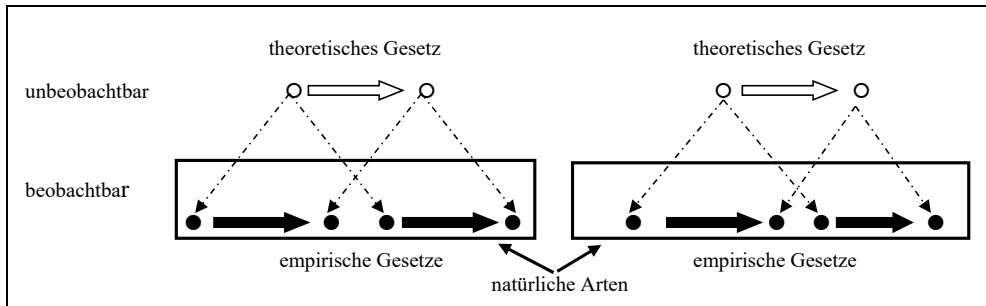 theoretisches Gesetz theoretisches Gesetz
unbeobachtbar
beobachtbar
empirische Gesetze empirische Gesetze
natürliche Arten